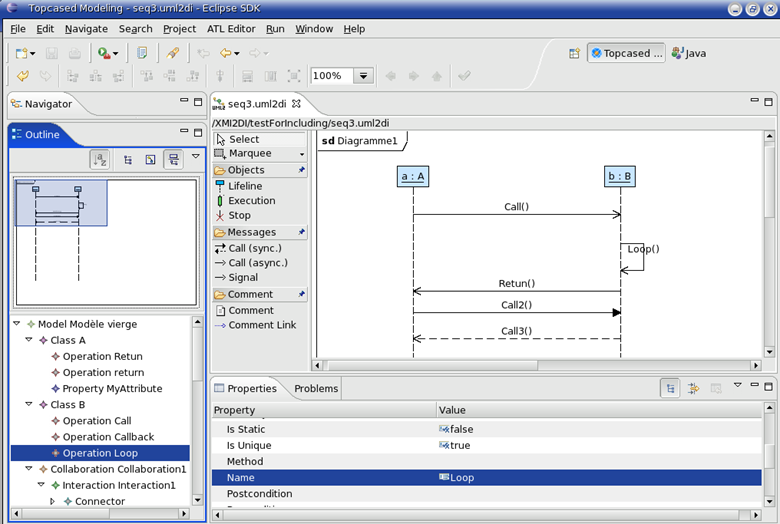 Topcased Modeling - seq3.uml2di - Eclipse SDK
File Edit Navigate Search Project ATL Editor Run Window Help
100%
Topcased ...
Java
Navigator
Outline
seq3.uml2di
/XMI2DI/testForIncluding/seq3.uml2di
Select
Marquee
Objects
Lifeline
Execution
Stop
Messages
Call (sync.)
Call (async.)
Signal
Comment
Comment
Comment Link
sd Diagramme1
a : A
b : B
Call()
Loop()
Retun()
Call2()
Call3()
Model Modèle vierge
Class A
Operation Retun
Operation return
Property MyAttribute
Class B
Operation Call
Operation Callback
Operation Loop
Collaboration Collaboration1
Interaction Interaction1
Connector
Properties
Problems
Property Value
Is Static false
Is Unique true
Method
Name Loop
Postcondition